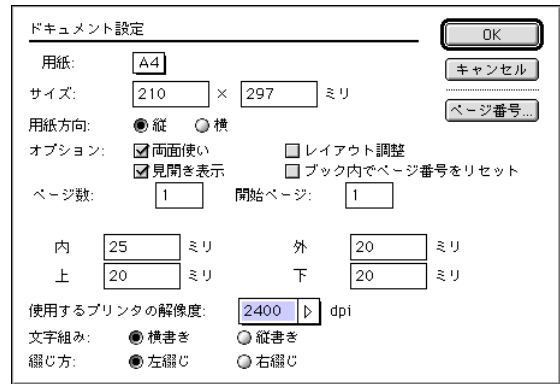 ドキュメント設定
OK
用紙: A4
キャンセル
サイズ: 210 × 297 ミリ
ページ番号...
用紙方向: 縦 横
オプション: 両面使い レイアウト調整
見開き表示 ブック内でページ番号をリセット
ページ数: 1 開始ページ: 1
内 25 ミリ 外 20 ミリ
上 20 ミリ 下 20 ミリ
使用するプリンタの解像度: 2400 dpi
文字組み: 横書き 縦書き
綴じ方: 左綴じ 右綴じ